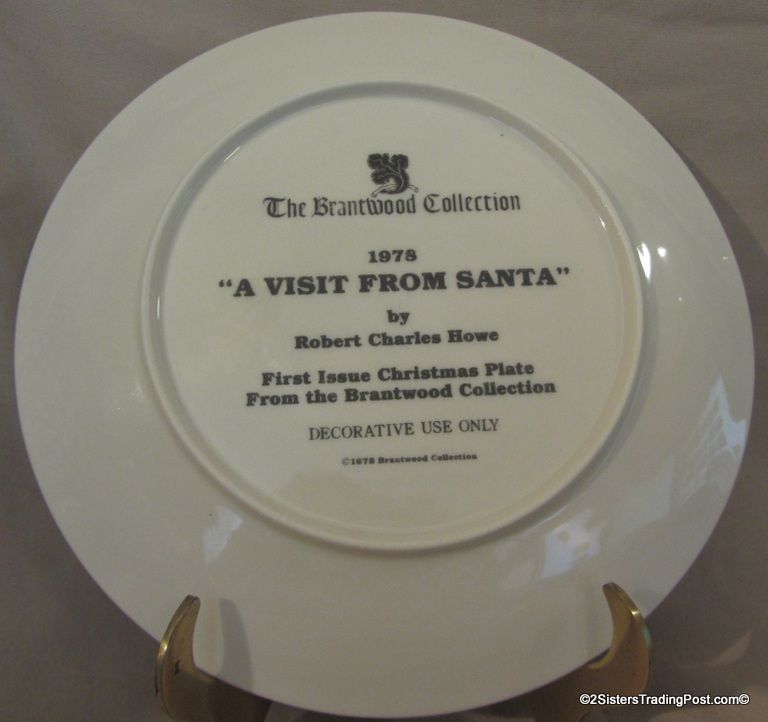 The Brantwood Collection
1978
“A VISIT FROM SANTA”
by
Robert Charles Howe
First Issue Christmas Plate
From the Brantwood Collection
DECORATIVE USE ONLY
©1978 Brantwood Collection
©2SistersTradingPost.com©